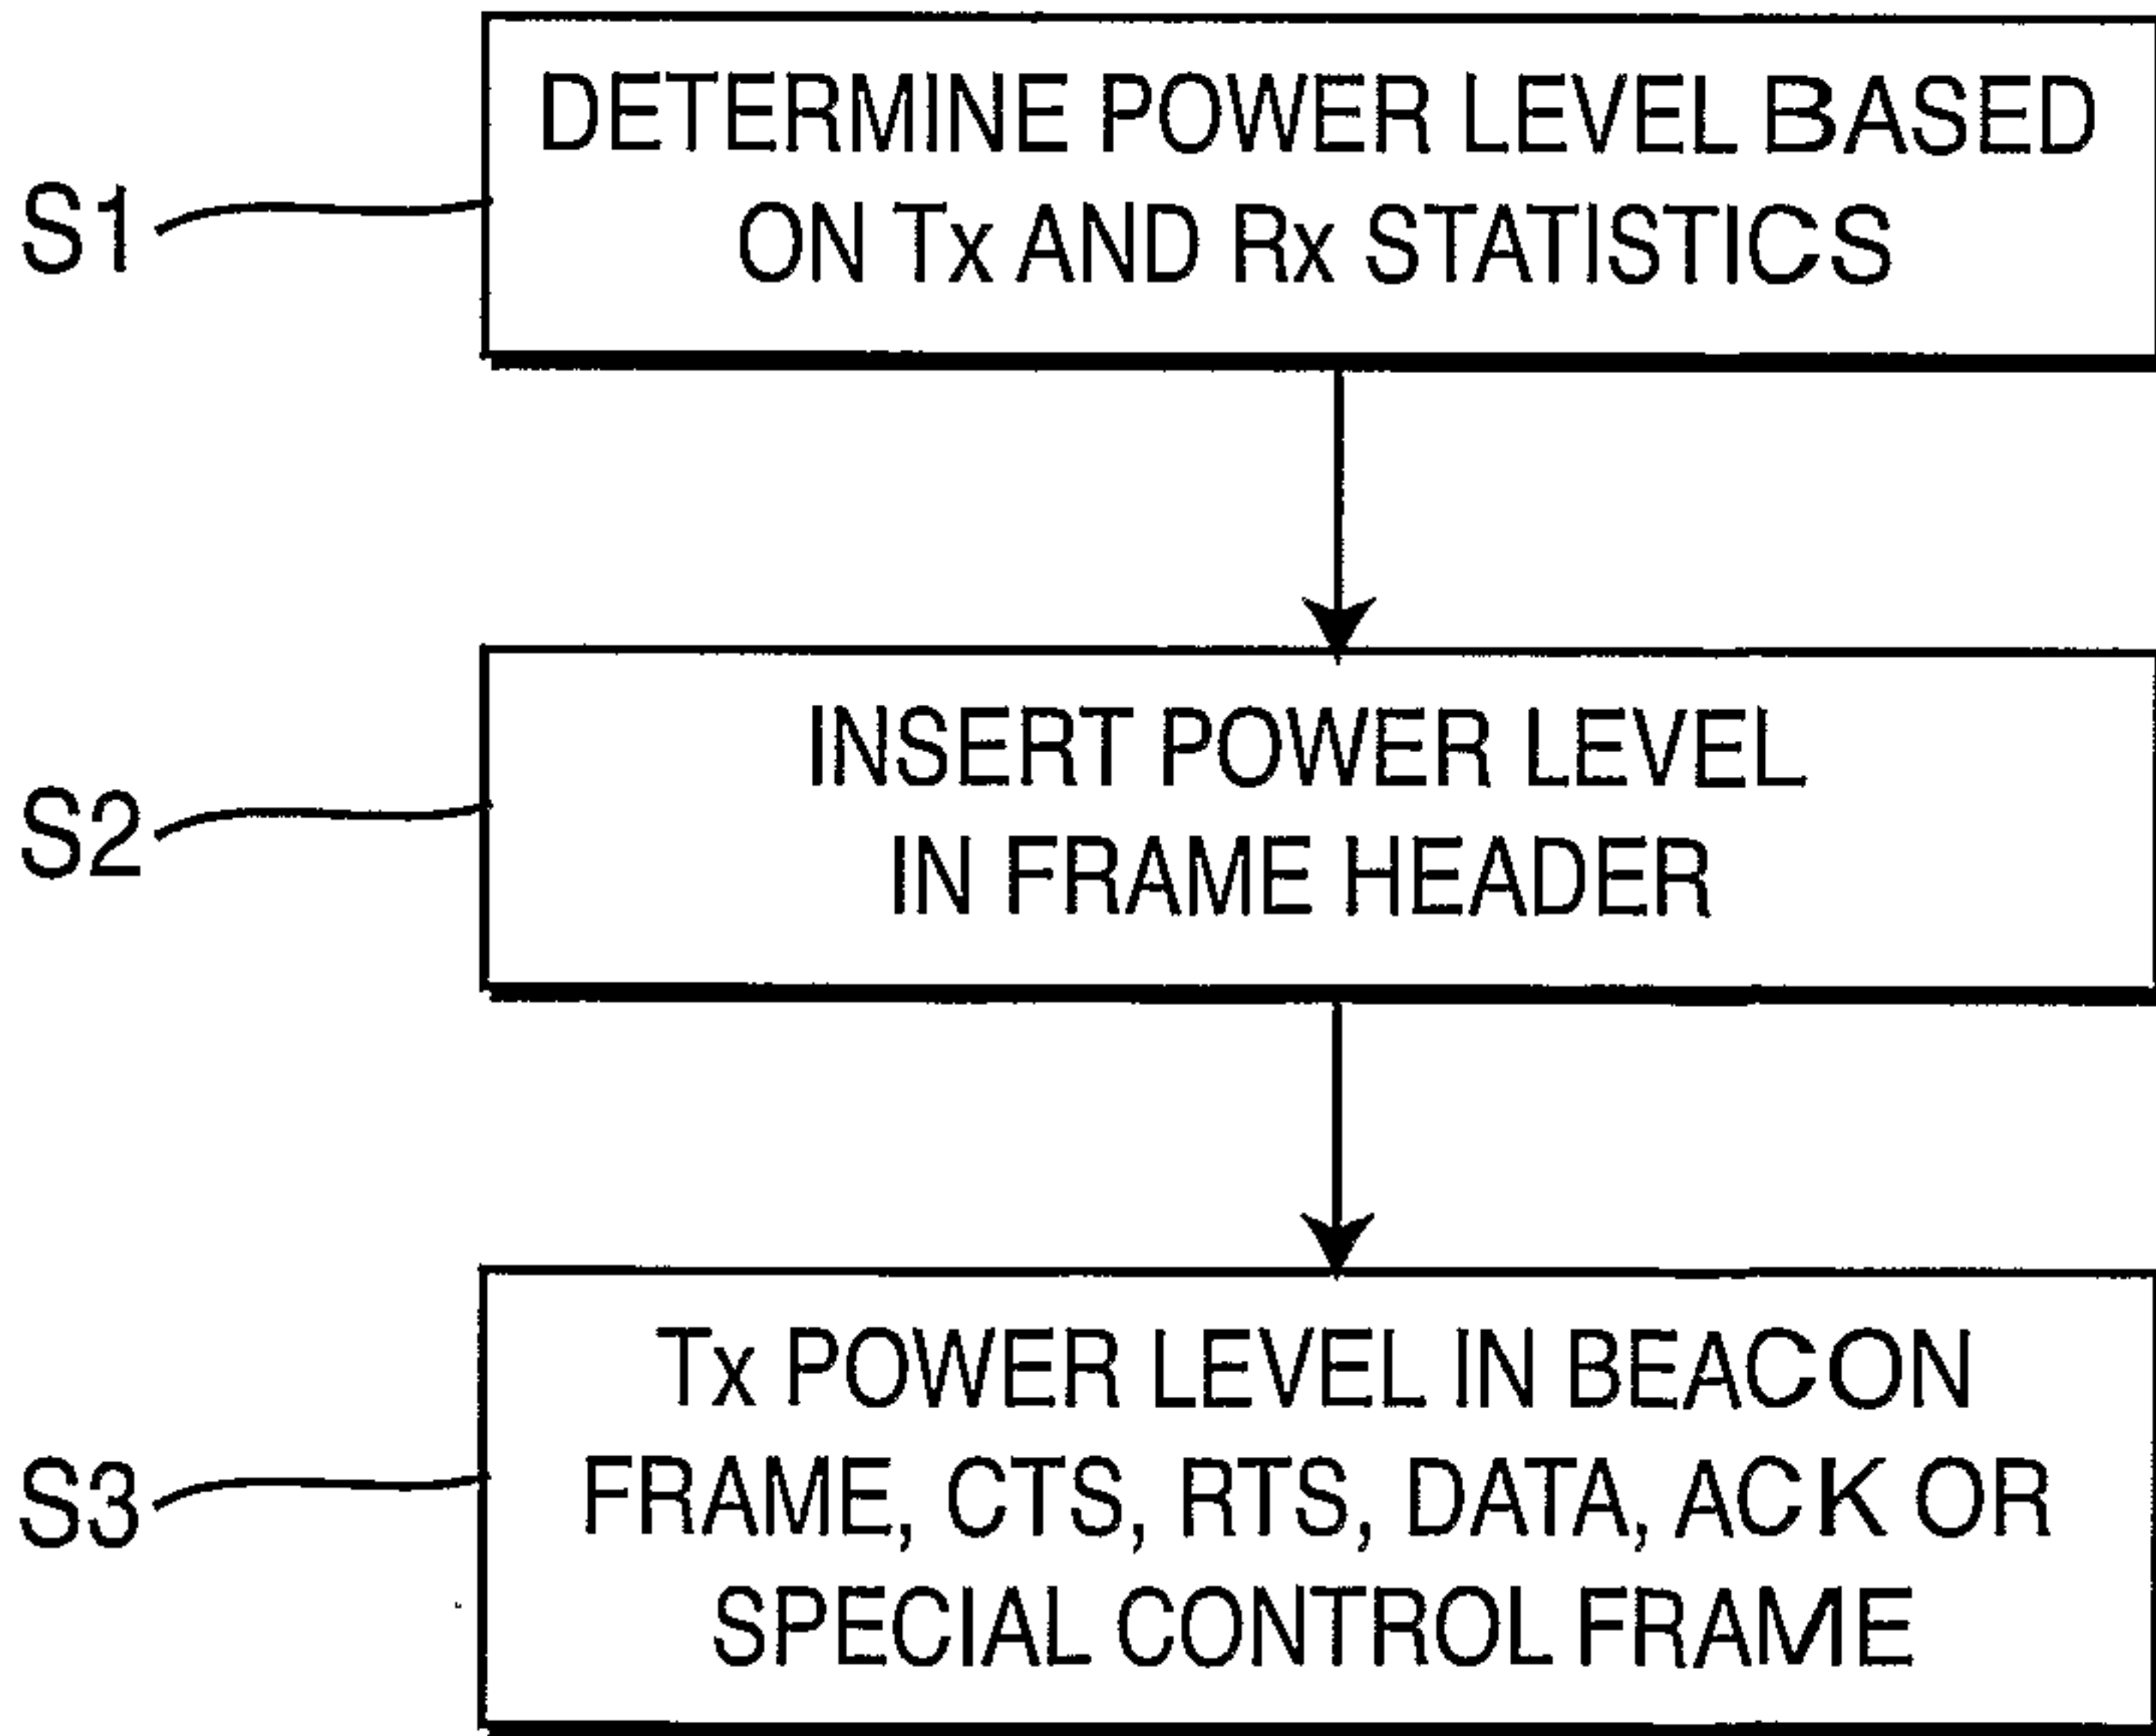 S1
DETERMINE POWER LEVEL BASED
ON Tx AND Rx STATISTICS
S2
INSERT POWER LEVEL
IN FRAME HEADER
S3
Tx POWER LEVEL IN BEACON
FRAME, CTS, RTS, DATA, ACK OR
SPECIAL CONTROL FRAME